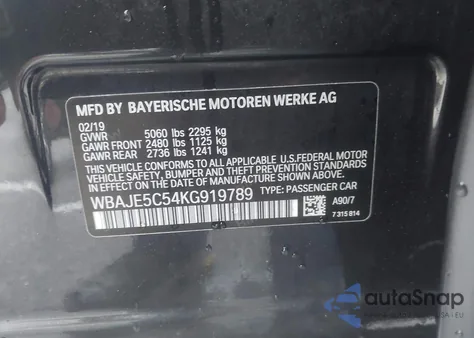 MFD BY BAYERISCHE MOTOREN WERKE AG
02/19
GVWR 5060 lbs 2295 kg
GAWR FRONT 2480 lbs 1125 kg
GAWR REAR 2736 lbs 1241 kg
THIS VEHICLE CONFORMS TO ALL APPLICABLE U.S.FEDERAL MOTOR
VEHICLE SAFETY, BUMPER, AND THEFT PREVENTION STANDARDS
IN EFFECT ON THE DATE OF MANUFACTURE SHOWN ABOVE.
WBAJE5C54KG919789 TYPE: PASSENGER CAR
A90/7
7 315 814
autoSnap